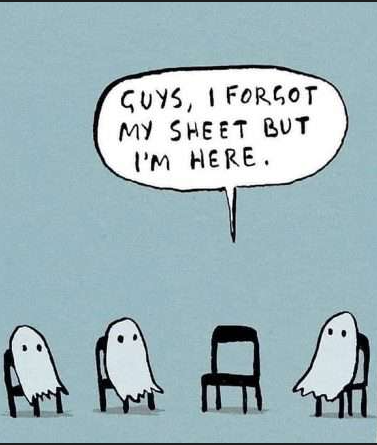 GUYS, I FORGOT
MY SHEET BUT
I'M HERE.